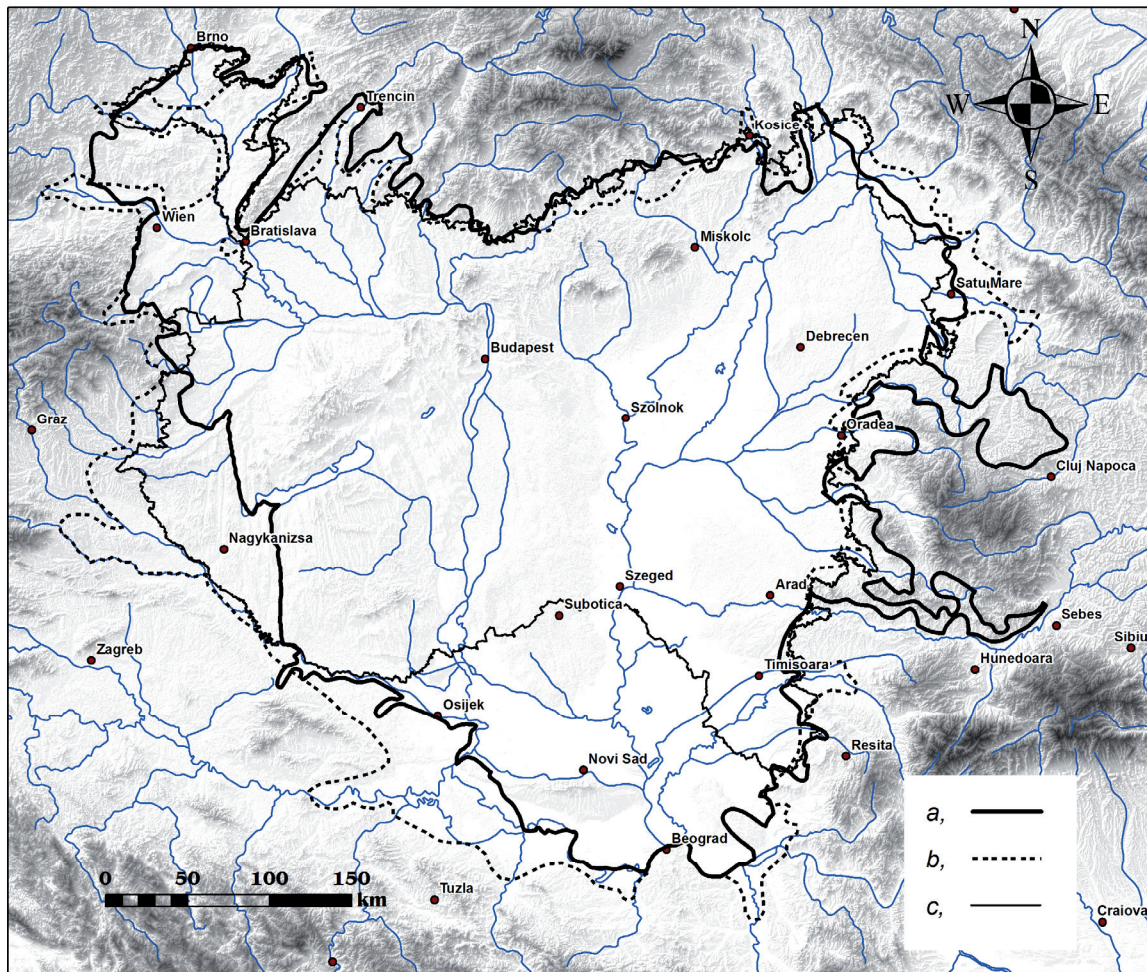 Brno
N
Trencin
W
E
Kosice
S
Wien
Bratislava
Miskolc
Satu Mare
Budapest
Debrecen
Szolnok
Graz
Oradea
Cluj Napoca
Nagykanizsa
Szeged
Arad
Subotica
Sebes
Zagreb
Sibiu
Timisoara
Hunedoara
Osijek
Resita
Novi Sad
a,
Beograd
b,
0 50 100 150
km
Tuzla
c,
Craiova